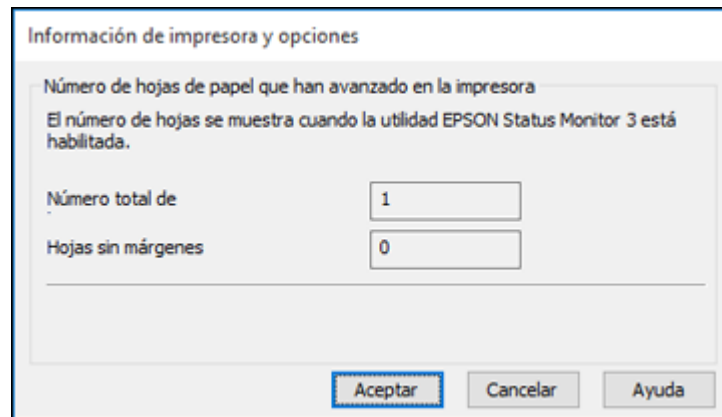 Información de impresora y opciones
Número de hojas de papel que han avanzado en la impresora
El número de hojas se muestra cuando la utilidad EPSON Status Monitor 3 está
habilitada.
Número total de
1
Hojas sin márgenes
0
Aceptar
Cancelar
Ayuda